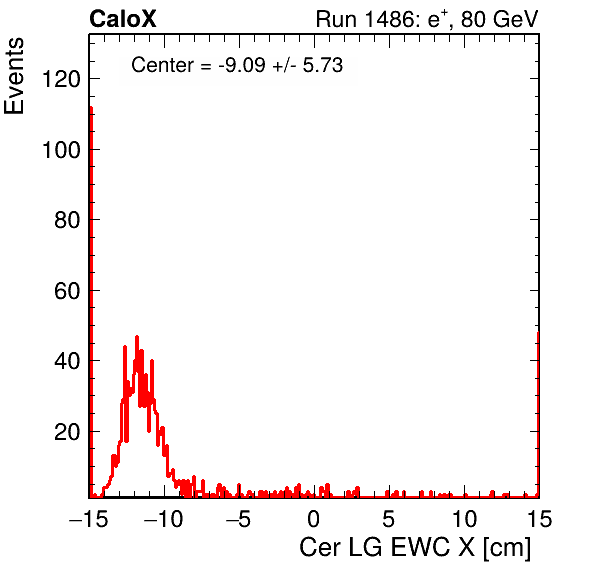 CaloX Run 1486: e⁺, 80 GeV
Center = -9.09 +/- 5.73
Events
120
100
80
60
40
20
−15 −10 −5 0 5 10 15
Cer LG EWC X [cm]